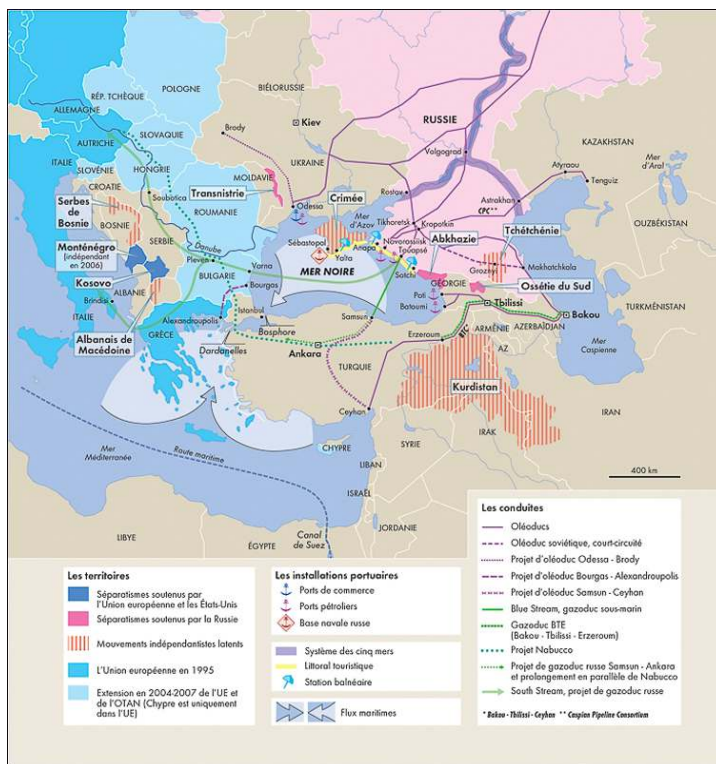 POLOGNE
BIÉLORUSSIE
RÉP. TCHÈQUE
ALLEMAGNE
Brody
Kiev
RUSSIE
KAZAKHSTAN
SLOVAQUIE
AUTRICHE
UKRAINE
Volgograd
Atyraou
Mer
d'Aral
ITALIE
HONGRIE
MOLDAVIE
Tenguiz
SLOVÉNIE
CROATIE
Soubotica
Transnistrie
Rostov
Astrakhan
CPC**
Odessa
Crimée
Mer
d'Azov
Tikhoretsk
Kropotkin
OUZBÉKISTAN
Serbes
de Bosnie
ROUMANIE
BOSNIE
SERBIE
Danube
Sébastopol
Yalta
Anapa
Novorossiisk
Touapsé
Abkhazie
Tchétchénie
Monténégro
(indépendant
en 2006)
Pleven
Varna
MER NOIRE
Sotchi
Groznyi
Makhatchkala
Kosovo
BULGARIE
Bourgas
GÉORGIE
Ossétie du Sud
Poti
Batoumi
Tbilissi
TURKMÉNISTAN
Brindisi
ALBANIE
ITALIE
Alexandroupolis
Istanbul
Bosphore
Samsun
Bakou
Albanais de
Macédoine
GRÈCE
Dardanelles
Ankara
Erzeroum
ARMÉNIE
AZERBAÏDJAN
AZ
Mer
Caspienne
TURQUIE
Kurdistan
Ceyhan
IRAN
CHYPRE
SYRIE
IRAK
Mer
Méditerranée
Route maritime
LIBAN
400 km
ISRAËL
JORDANIE
LIBYE
ÉGYPTE
Canal
de Suez
Les territoires
Séparatismes soutenus par
l'Union européenne et les États-Unis
Séparatismes soutenus par la Russie
Mouvements indépendantistes latents
L'Union européenne en 1995
Extension en 2004-2007 de l'UE et
de l'OTAN (Chypre est uniquement
dans l'UE)
Les installations portuaires
Ports de commerce
Ports pétroliers
Base navale russe
Système des cinq mers
Littoral touristique
Station balnéaire
Flux maritimes
Les conduites
Oléoducs
Oléoduc soviétique, court-circuité
Projet d'oléoduc Odessa - Brody
Projet d'oléoduc Bourgas - Alexandroupolis
Projet d'oléoduc Samsun - Ceyhan
Blue Stream, gazoduc sous-marin
Gazoduc BTE
(Bakou - Tbilissi - Erzeroum)
Projet Nabucco
Projet de gazoduc russe Samsun - Ankara
et prolongement en parallèle de Nabucco
South Stream, projet de gazoduc russe
* Bakou - Tbilissi - Ceyhan ** Caspian Pipeline Consortium